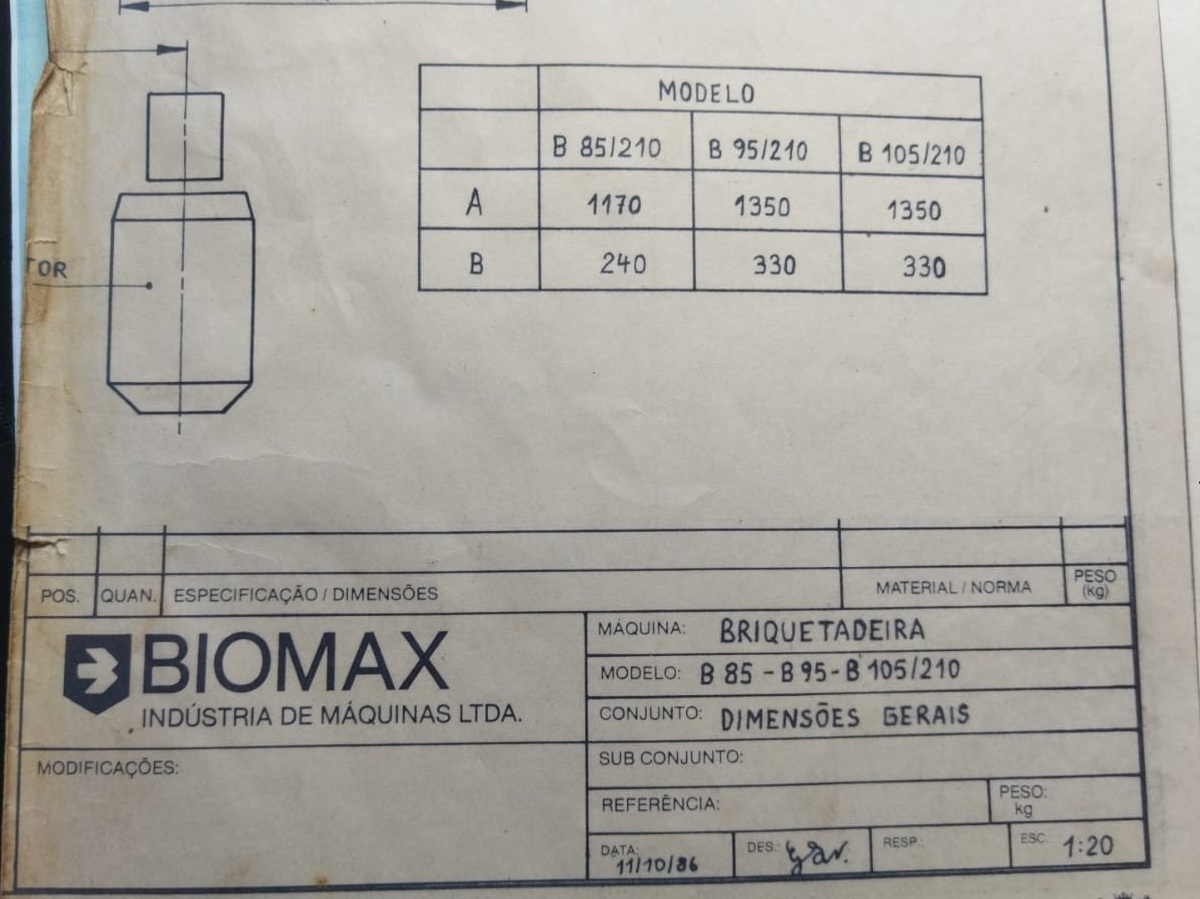 MODELO
B 85/210 B 95/210 B 105/210
A 1170 1350 1350
B 240 330 330
TOR
POS. QUAN. ESPECIFICAÇÃO / DIMENSÕES MATERIAL / NORMA PESO (kg)
BIOMAX
INDÚSTRIA DE MÁQUINAS LTDA.
MODIFICAÇÕES:
MÁQUINA: BRIQUETADEIRA
MODELO: B 85 - B 95 - B 105/210
CONJUNTO: DIMENSÕES GERAIS
SUB CONJUNTO:
REFERÊNCIA: PESO: kg
DATA: 11/10/86 DES.: RESP.: ESC.: 1:20